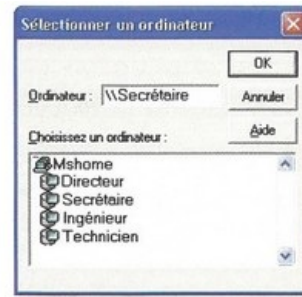 Sélectionner un ordinateur
OK
Ordinateur : \\Secrétaire
Annuler
Choisissez un ordinateur :
Aide
Mshome
Directeur
Secrétaire
Ingénieur
Technicien